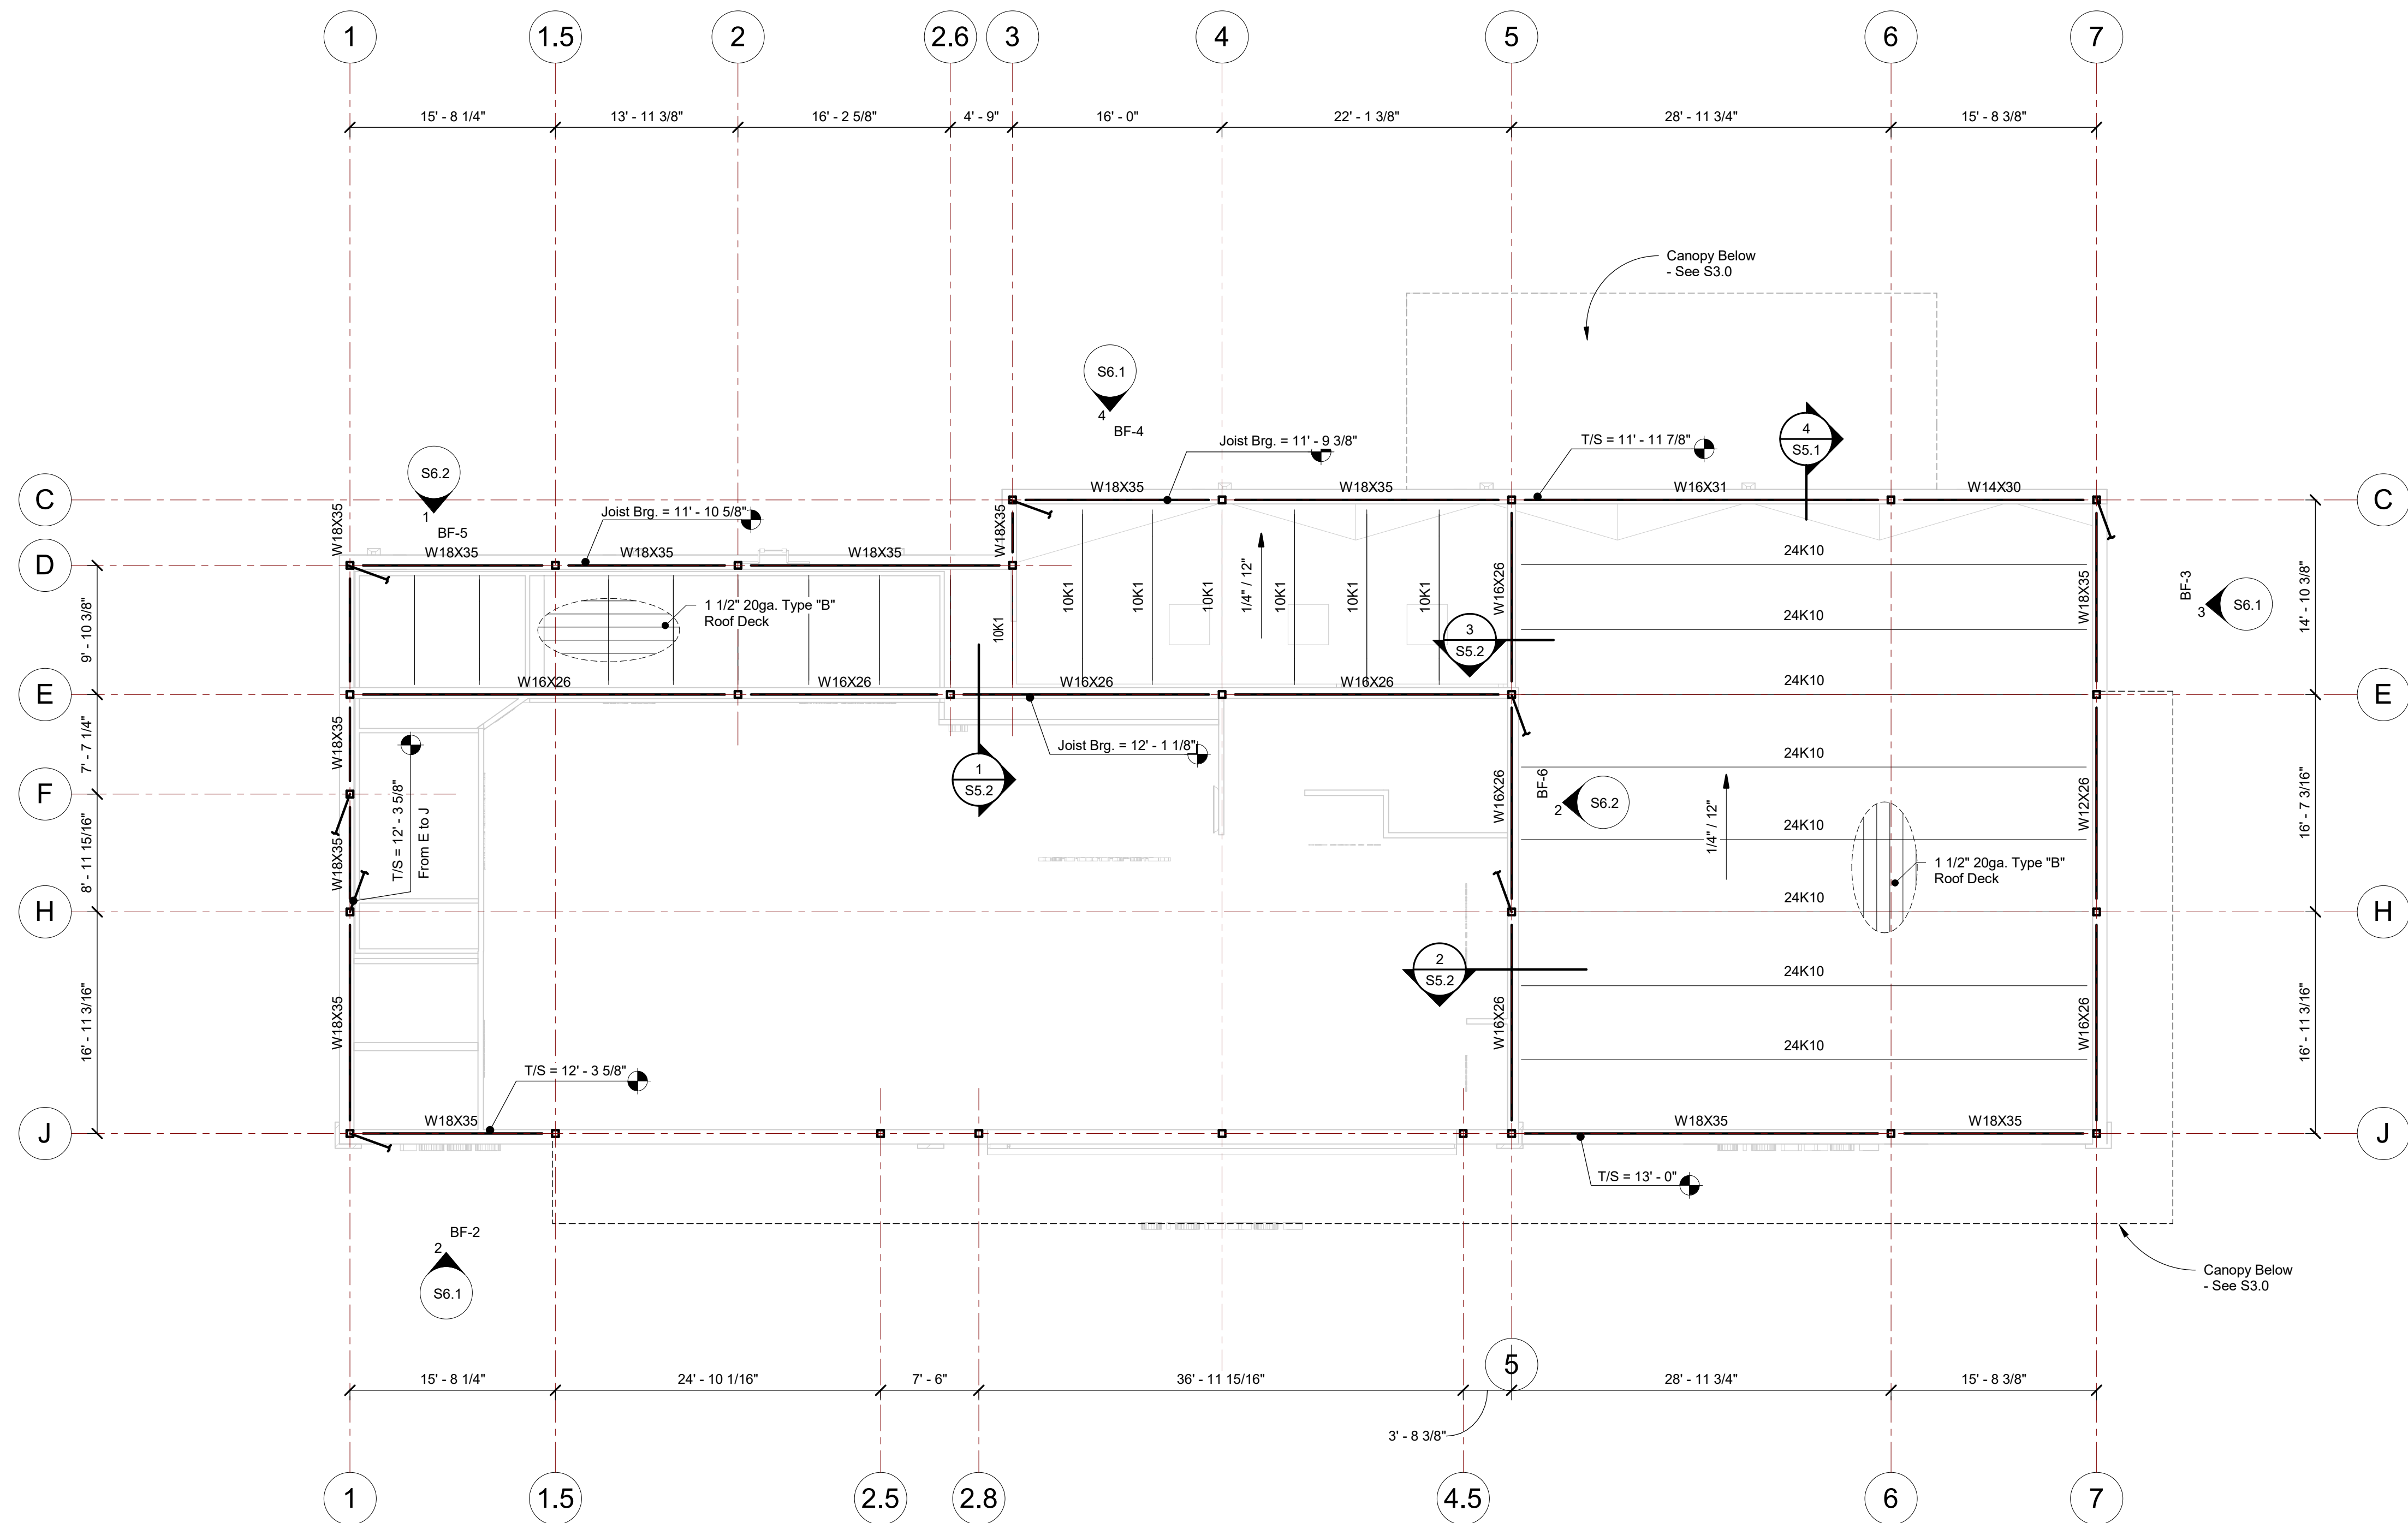 1
1.5
2
2.6
3
4
5
6
7
15' - 8 1/4"
13' - 11 3/8"
16' - 2 5/8"
4' - 9"
16' - 0"
22' - 1 3/8"
28' - 11 3/4"
15' - 8 3/8"
Canopy Below
- See S3.0
S6.1
4
BF-4
Joist Brg. = 11' - 9 3/8"
T/S = 11' - 11 7/8"
4
S5.1
S6.2
1
BF-5
C
W18X35
W18X35
W16X31
W14X30
C
W18X35
Joist Brg. = 11' - 10 5/8"
W18X35
D
W18X35
W18X35
W18X35
24K10
9' - 10 3/8"
1 1/2" 20ga. Type "B"
Roof Deck
10K1
10K1
10K1
10K1
1/4" / 12"
10K1
10K1
10K1
W16X26
3
S5.2
24K10
W18X35
BF-3
3
S6.1
14' - 10 3/8"
E
W16X26
W16X26
W16X26
W16X26
24K10
E
7' - 7 1/4"
W18X35
Joist Brg. = 12' - 1 1/8"
1
S5.2
24K10
F
T/S = 12' - 3 5/8"
From E to J
W16X26
BF-6
2
S6.2
1/4" / 12"
24K10
W12X26
16' - 7 3/16"
8' - 11 15/16"
W18X35
1 1/2" 20ga. Type "B"
Roof Deck
H
24K10
H
2
S5.2
24K10
16' - 11 3/16"
W18X35
W16X26
24K10
W16X26
16' - 11 3/16"
T/S = 12' - 3 5/8"
J
W18X35
W18X35
W18X35
J
T/S = 13' - 0"
BF-2
2
S6.1
Canopy Below
- See S3.0
5
15' - 8 1/4"
24' - 10 1/16"
7' - 6"
36' - 11 15/16"
28' - 11 3/4"
15' - 8 3/8"
3' - 8 3/8"
1
1.5
2.5
2.8
4.5
6
7